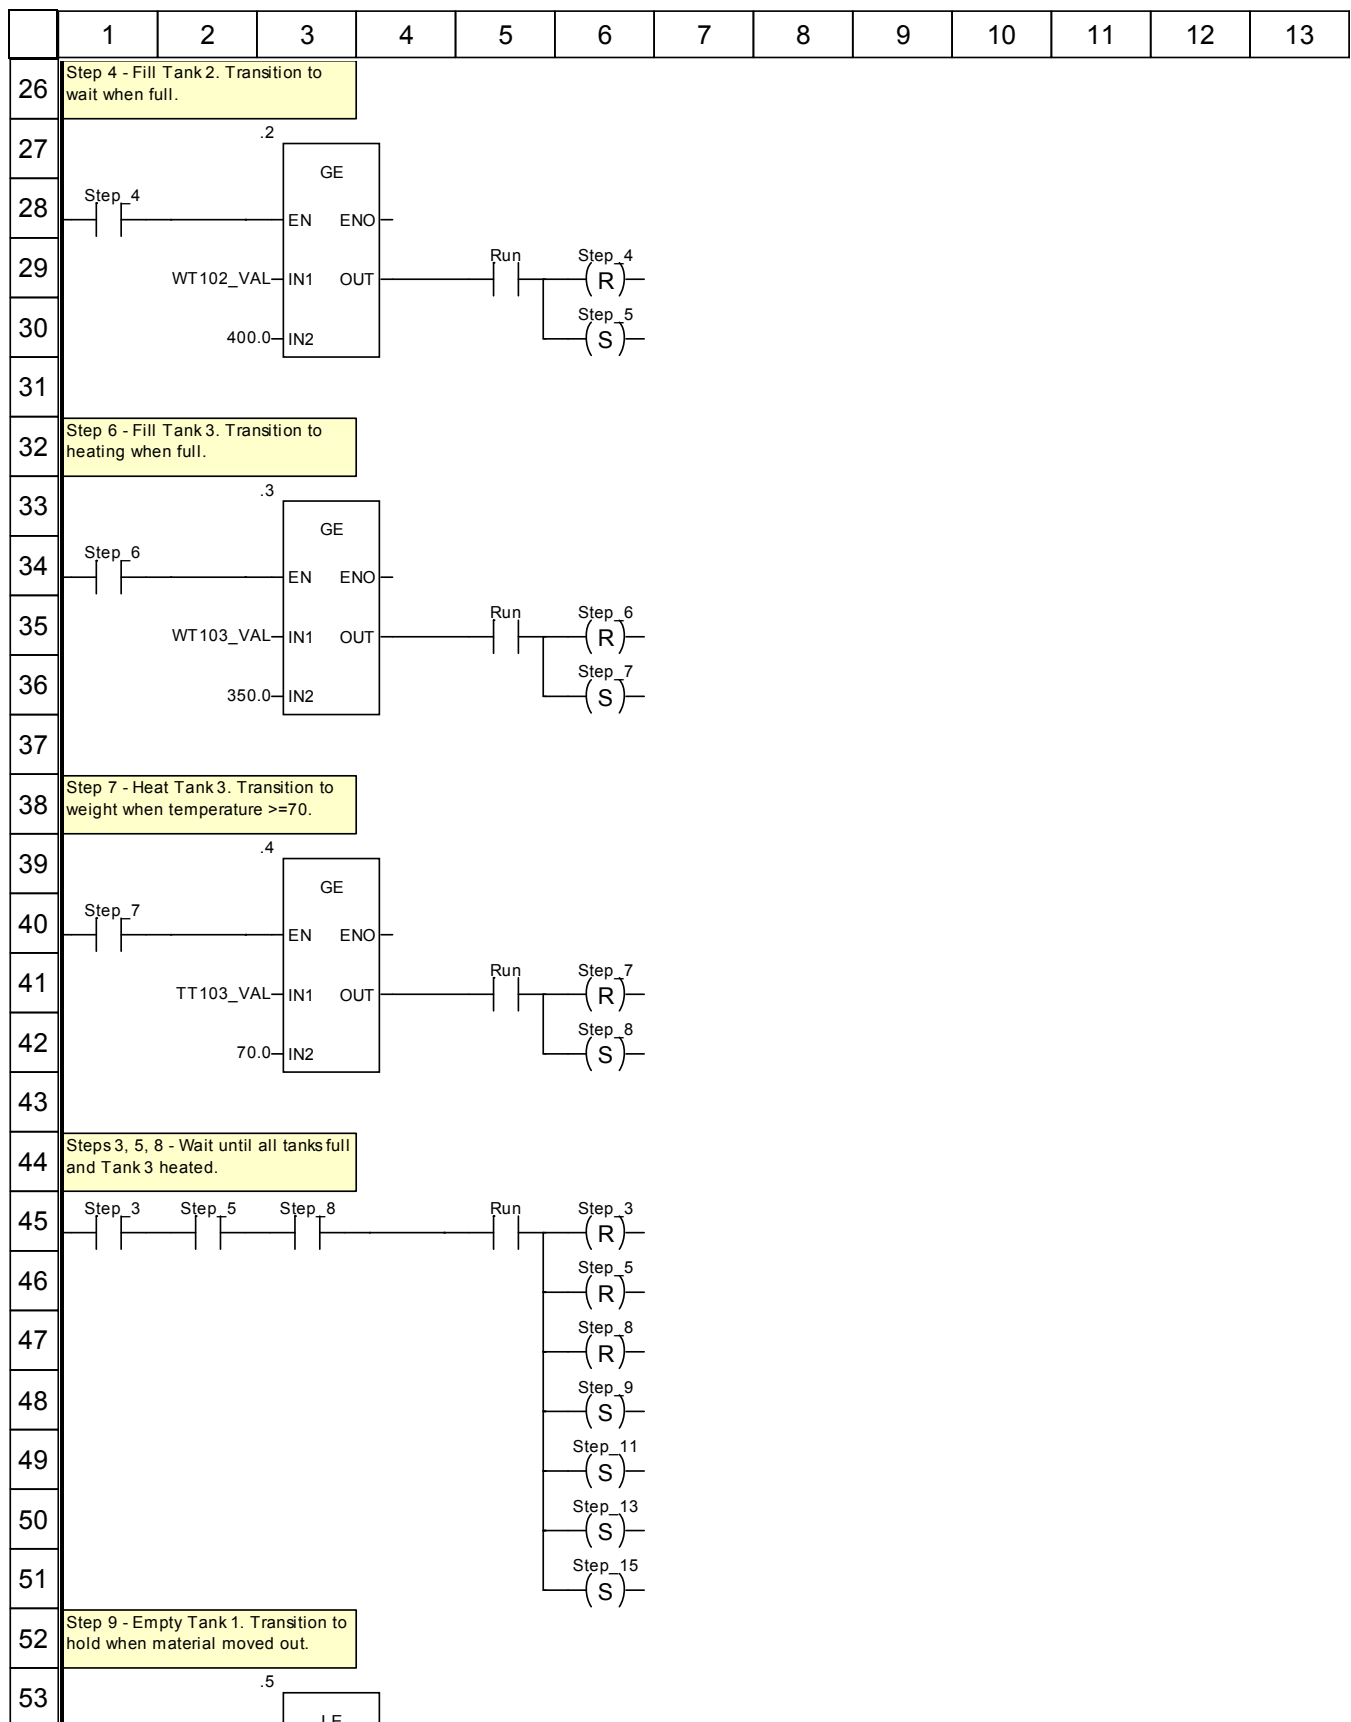 1 2 3 4 5 6 7 8 9 10 11 12 13
26
Step 4 - Fill Tank 2. Transition to
wait when full.
27
.2
GE
28
Step_4
EN ENO
29
WT102_VAL IN1 OUT
Run
Step_4
R
30
400.0 IN2
Step_5
S
31
32
Step 6 - Fill Tank 3. Transition to
heating when full.
33
.3
GE
34
Step_6
EN ENO
35
WT103_VAL IN1 OUT
Run
Step_6
R
36
350.0 IN2
Step_7
S
37
38
Step 7 - Heat Tank 3. Transition to
weight when temperature >=70.
39
.4
GE
40
Step_7
EN ENO
41
TT103_VAL IN1 OUT
Run
Step_7
R
42
70.0 IN2
Step_8
S
43
44
Steps 3, 5, 8 - Wait until all tanks full
and Tank 3 heated.
45
Step_3 Step_5 Step_8 Run Step_3
R
46
Step_5
R
47
Step_8
R
48
Step_9
S
49
Step_11
S
50
Step_13
S
51
Step_15
S
52
Step 9 - Empty Tank 1. Transition to
hold when material moved out.
53
.5